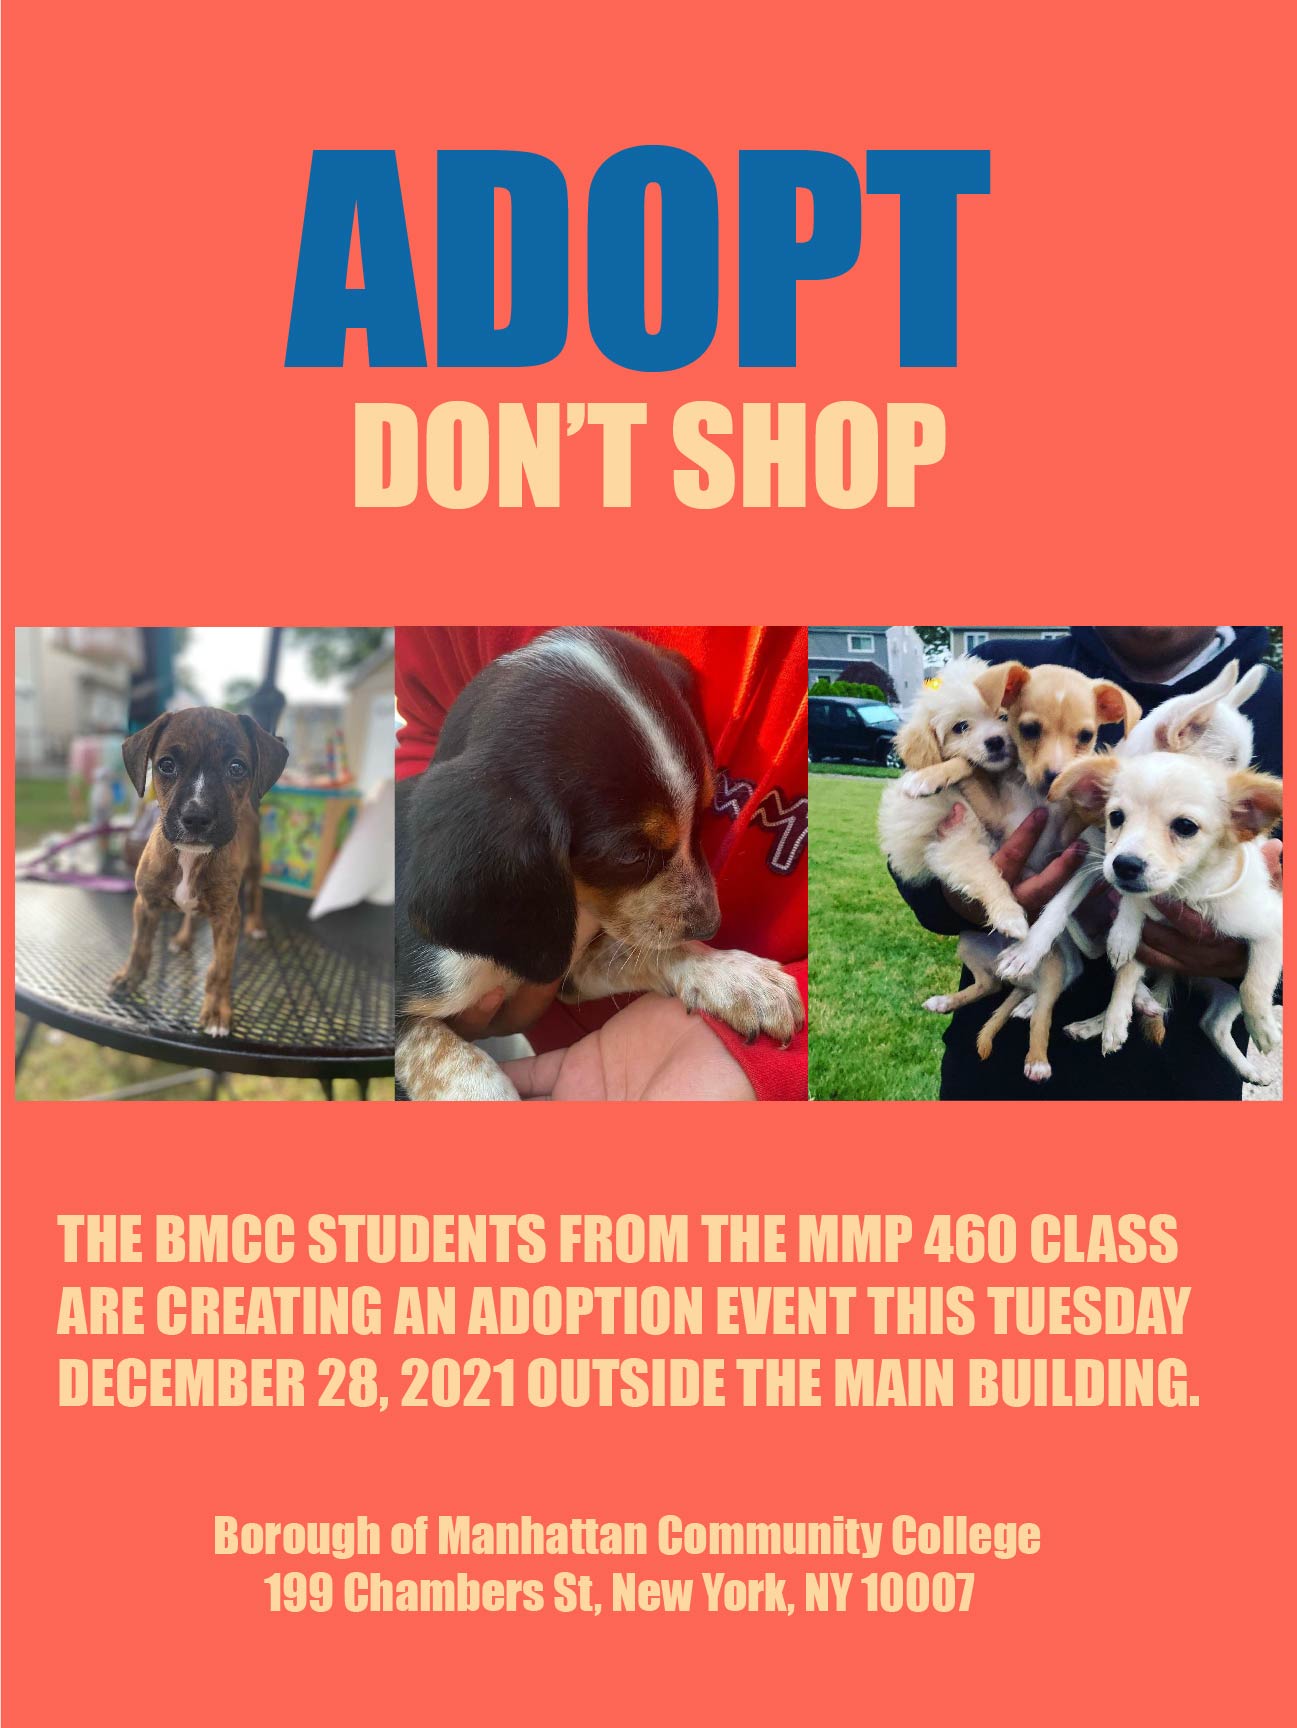 ADOPT
DON’T SHOP
THE BMCC STUDENTS FROM THE MMP 460 CLASS
ARE CREATING AN ADOPTION EVENT THIS TUESDAY
DECEMBER 28, 2021 OUTSIDE THE MAIN BUILDING.
Borough of Manhattan Community College
199 Chambers St, New York, NY 10007